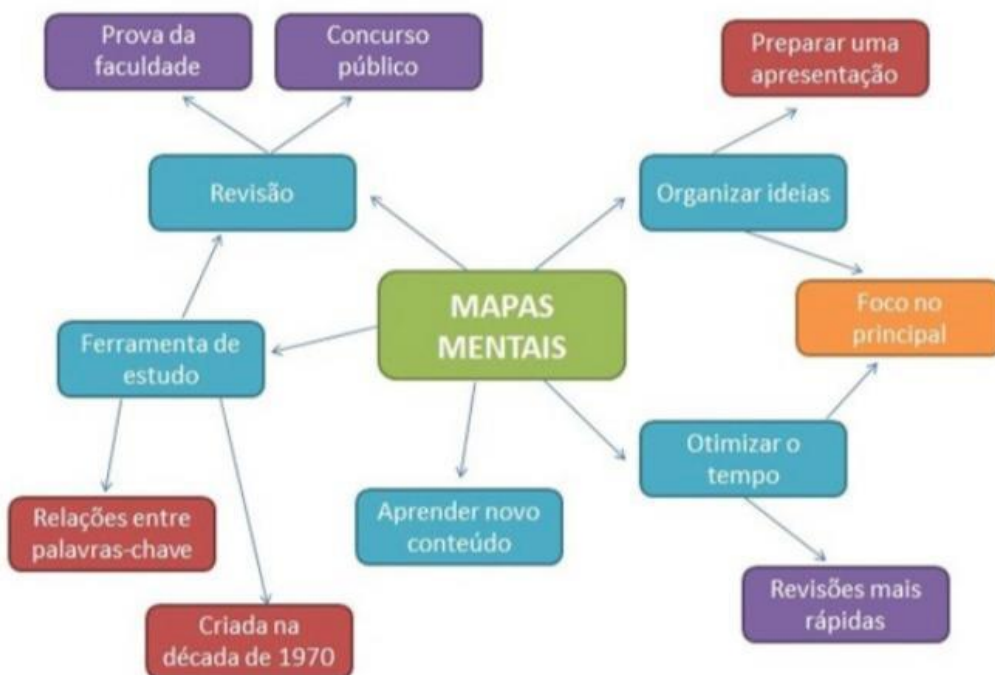 Prova da
faculdade
Concurso
público
Preparar uma
apresentação
Revisão
Organizar ideias
MAPAS
MENTAIS
Foco no
principal
Ferramenta de
estudo
Otimizar o
tempo
Relações entre
palavras-chave
Aprender novo
conteúdo
Revisões mais
rápidas
Criada na
década de 1970